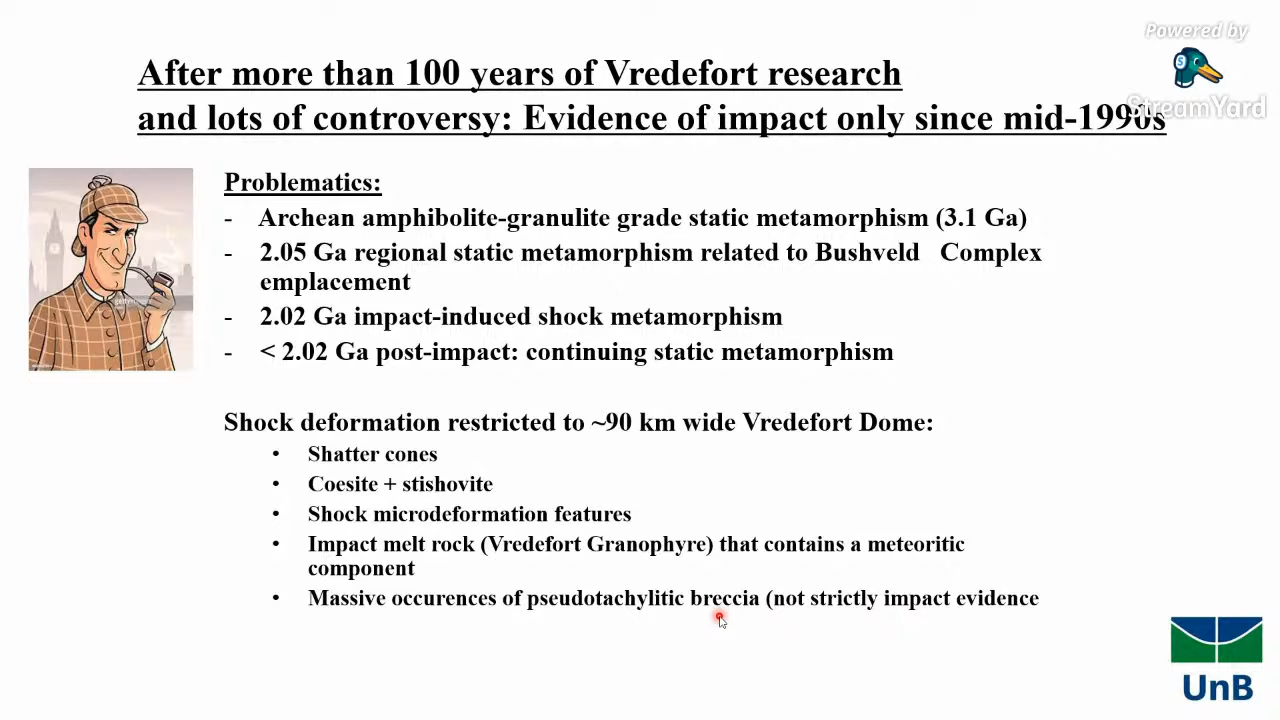 Powered by
StreamYard
After more than 100 years of Vredefort research
and lots of controversy: Evidence of impact only since mid-1990s
Problematics:
- Archean amphibolite-granulite grade static metamorphism (3.1 Ga)
- 2.05 Ga regional static metamorphism related to Bushveld Complex
emplacement
- 2.02 Ga impact-induced shock metamorphism
- < 2.02 Ga post-impact: continuing static metamorphism
Shock deformation restricted to ~90 km wide Vredefort Dome:
• Shatter cones
• Coesite + stishovite
• Shock microdeformation features
• Impact melt rock (Vredefort Granophyre) that contains a meteoritic
component
• Massive occurences of pseudotachylitic breccia (not strictly impact evidence
UnB